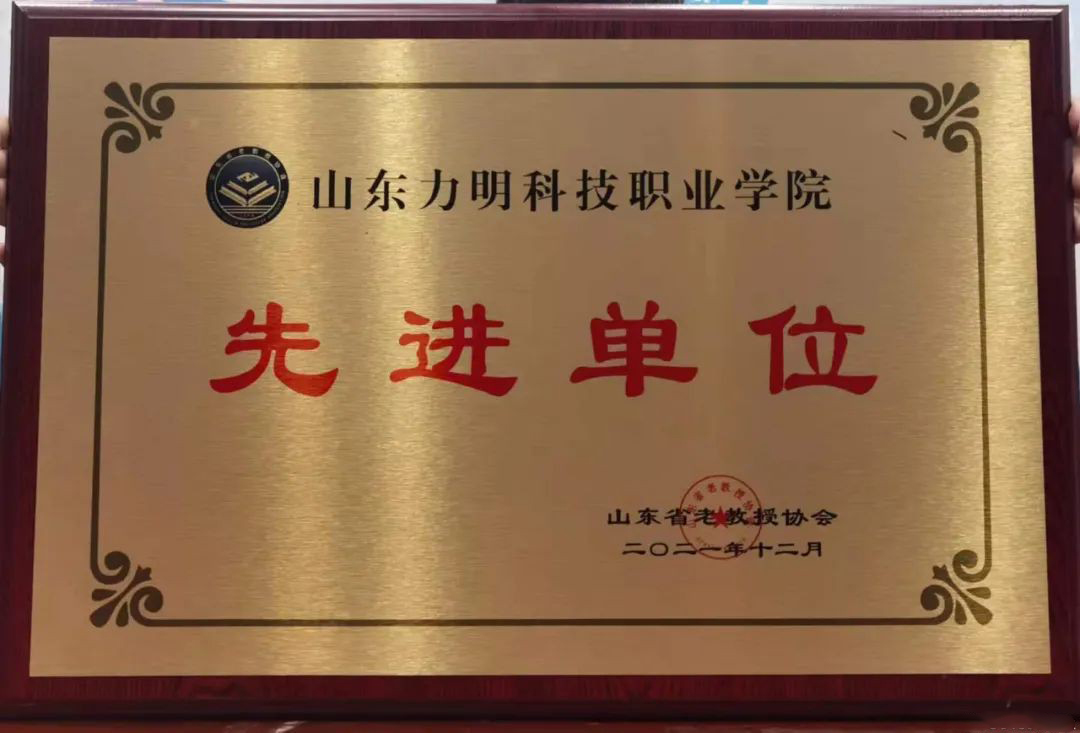 山东力明科技职业学院
先进单位
山东省老教授协会
二〇二一年十二月